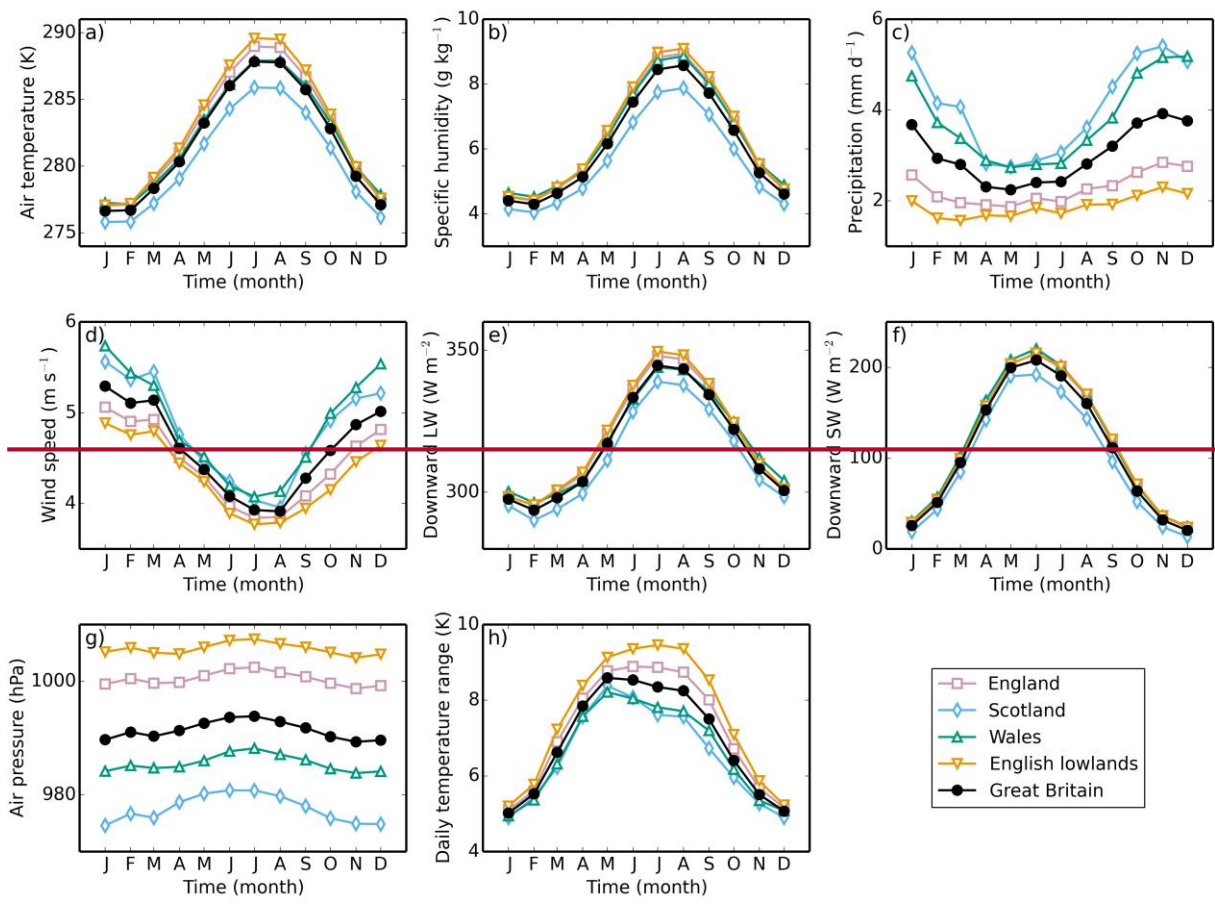 a)
Air temperature (K)
290
285
280
275
J F M A M J J A S O N D
Time (month)
b)
Specific humidity (g kg⁻¹)
10
8
6
4
J F M A M J J A S O N D
Time (month)
c)
Precipitation (mm d⁻¹)
6
4
2
J F M A M J J A S O N D
Time (month)
d)
Wind speed (m s⁻¹)
6
5
4
J F M A M J J A S O N D
Time (month)
e)
Downward LW (W m⁻²)
350
300
J F M A M J J A S O N D
Time (month)
f)
Downward SW (W m⁻²)
200
100
0
J F M A M J J A S O N D
Time (month)
g)
Air pressure (hPa)
1000
980
J F M A M J J A S O N D
Time (month)
h)
Daily temperature range (K)
10
8
6
4
J F M A M J J A S O N D
Time (month)
England
Scotland
Wales
English lowlands
Great Britain